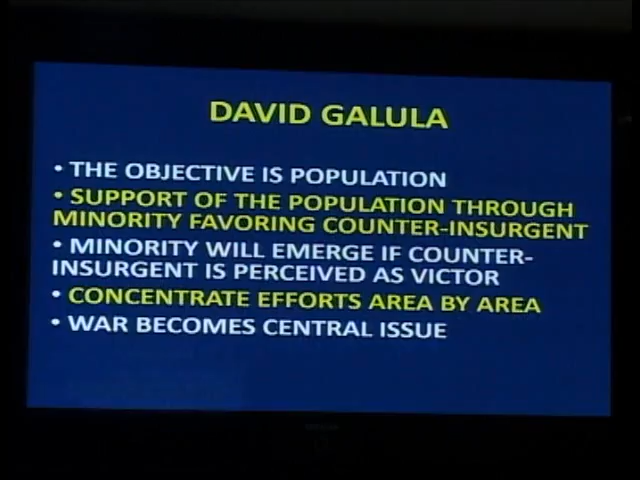 DAVID GALULA
• THE OBJECTIVE IS POPULATION
• SUPPORT OF THE POPULATION THROUGH
MINORITY FAVORING COUNTER-INSURGENT
• MINORITY WILL EMERGE IF COUNTER-
INSURGENT IS PERCEIVED AS VICTOR
• CONCENTRATE EFFORTS AREA BY AREA
• WAR BECOMES CENTRAL ISSUE